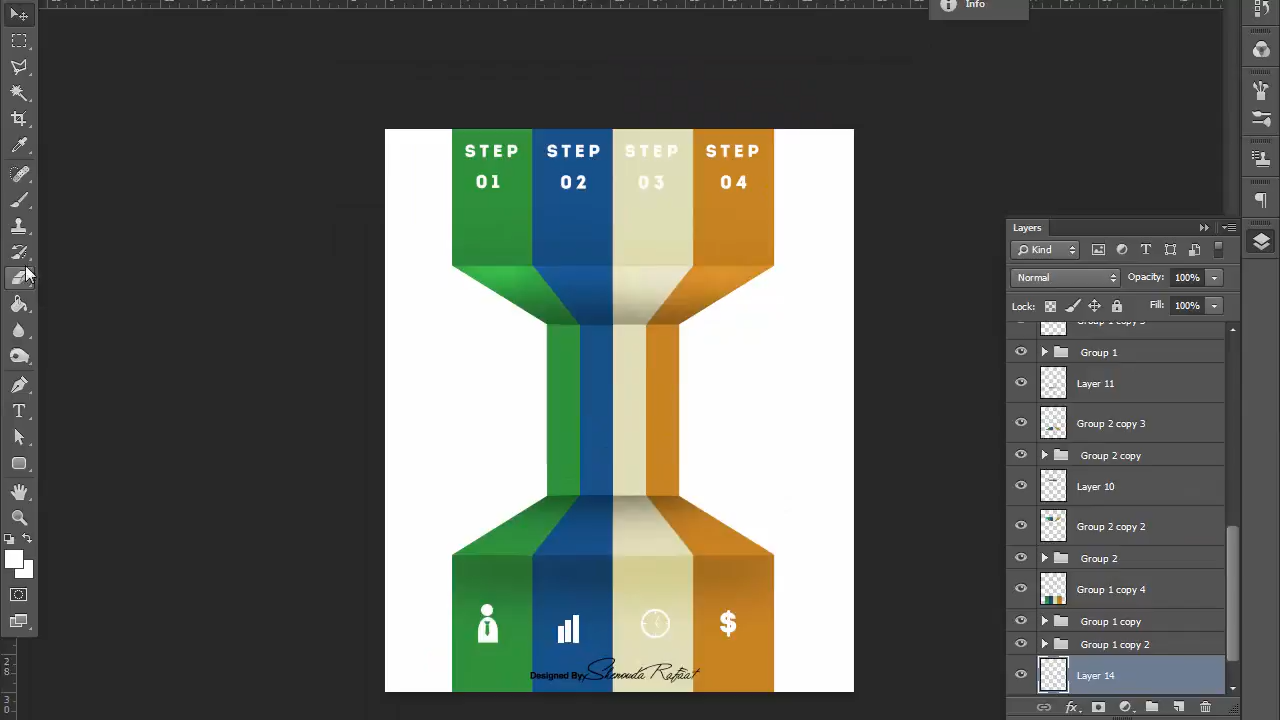 Info
STEP 01
STEP 02
STEP 03
STEP 04
Designed By, Shenouda Rafaat
Layers
Kind
Normal
Opacity: 100%
Lock:
Fill: 100%
Group 1
Layer 11
Group 2 copy 3
Group 2 copy
Layer 10
Group 2 copy 2
Group 2
Group 1 copy 4
Group 1 copy
Group 1 copy 2